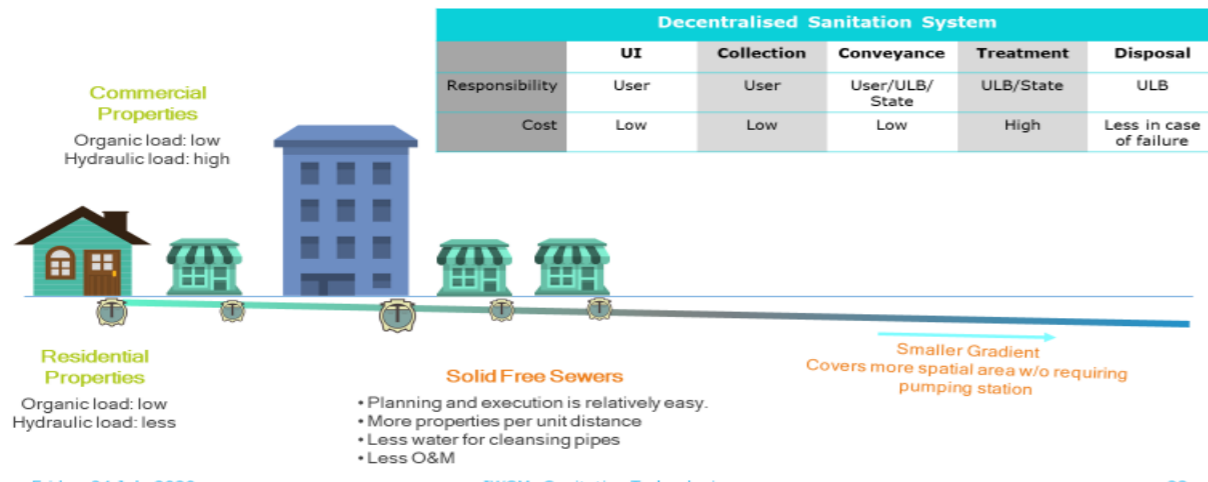 Decentralised Sanitation System
UI Collection Conveyance Treatment Disposal
Responsibility User User User/ULB/ ULB/State ULB
State
Cost Low Low Low High Less in case
of failure
Commercial
Properties
Organic load: low
Hydraulic load: high
Residential
Properties
Organic load: low
Hydraulic load: less
Solid Free Sewers
• Planning and execution is relatively easy.
• More properties per unit distance
• Less water for cleansing pipes
• Less O&M
Smaller Gradient
Covers more spatial area w/o requiring
pumping station